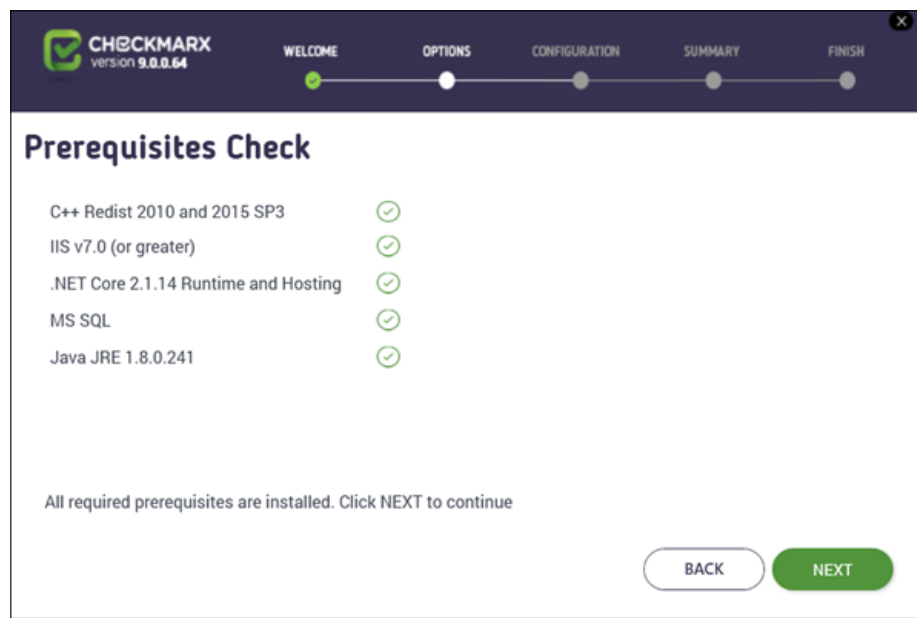 CHECKMARX
version 9.0.0.64
WELCOME
OPTIONS
CONFIGURATION
SUMMARY
FINISH
Prerequisites Check
C++ Redist 2010 and 2015 SP3
IIS v7.0 (or greater)
.NET Core 2.1.14 Runtime and Hosting
MS SQL
Java JRE 1.8.0.241
All required prerequisites are installed. Click NEXT to continue
BACK
NEXT